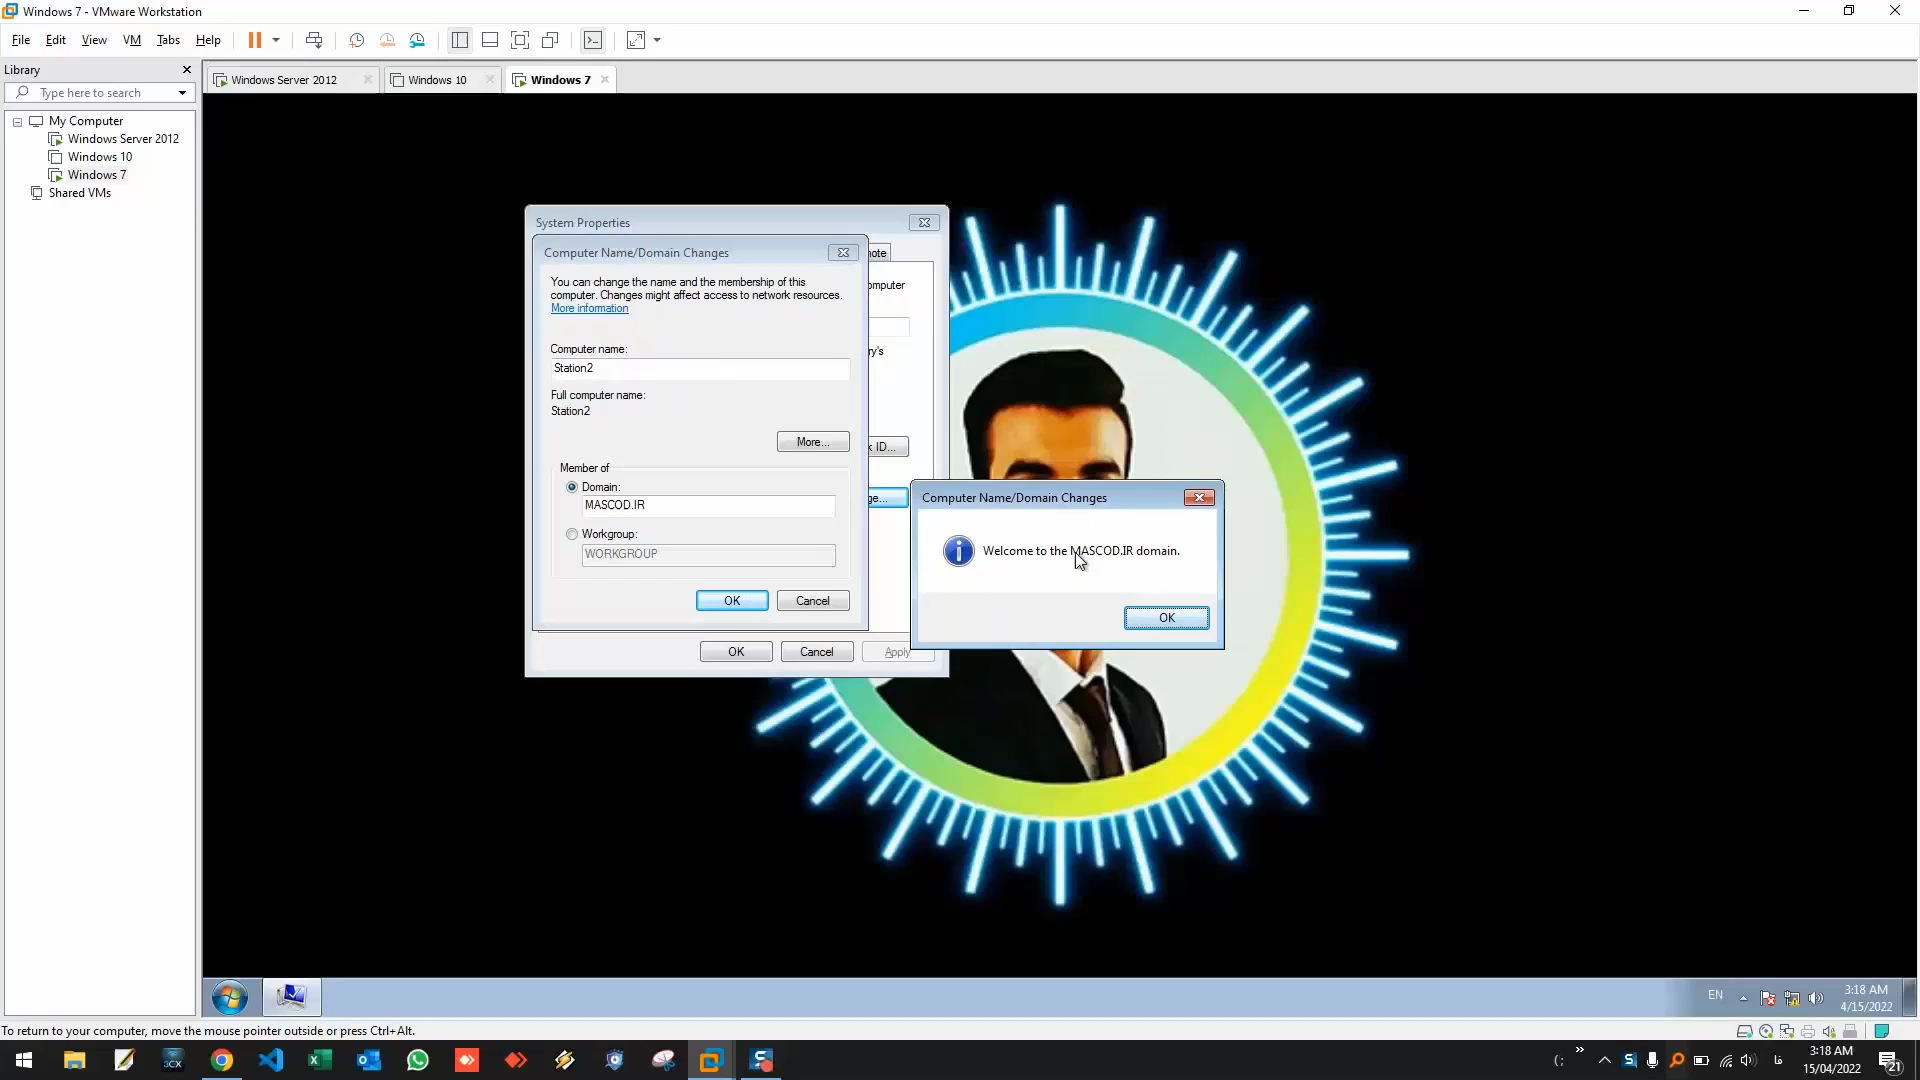 Windows 7 - VMware Workstation
File Edit View VM Tabs Help
Library
Type here to search
My Computer
Windows Server 2012
Windows 10
Windows 7
Shared VMs
Windows Server 2012
Windows 10
Windows 7
System Properties
Computer Name/Domain Changes
You can change the name and the membership of this
computer. Changes might affect access to network resources.
More information
Computer name:
Station2
Full computer name:
Station2
More...
Member of
Domain:
MASCOD.IR
Workgroup:
WORKGROUP
OK Cancel
OK Cancel Apply
Computer Name/Domain Changes
Welcome to the MASCOD.IR domain.
OK
EN
3:18 AM
4/15/2022
To return to your computer, move the mouse pointer outside or press Ctrl+Alt.
3CX
3:18 AM
15/04/2022
21